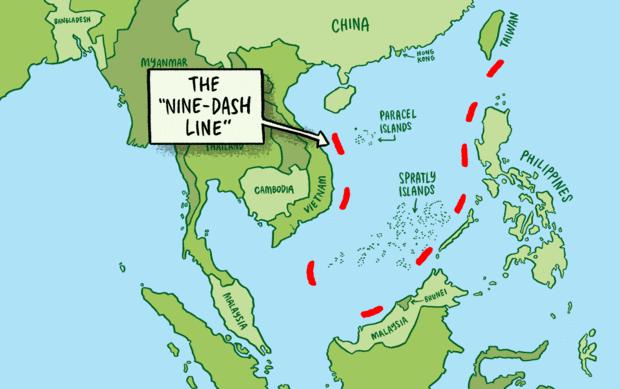 BANGLADESH
CHINA
TAIWAN
MYANMAR
HONG
KONG
THE
"NINE-DASH
LINE"
PARACEL
ISLANDS
THAILAND
PHILIPPINES
SPRATLY
ISLANDS
CAMBODIA
VIETNAM
MALAYSIA
BRUNEI
MALAYSIA